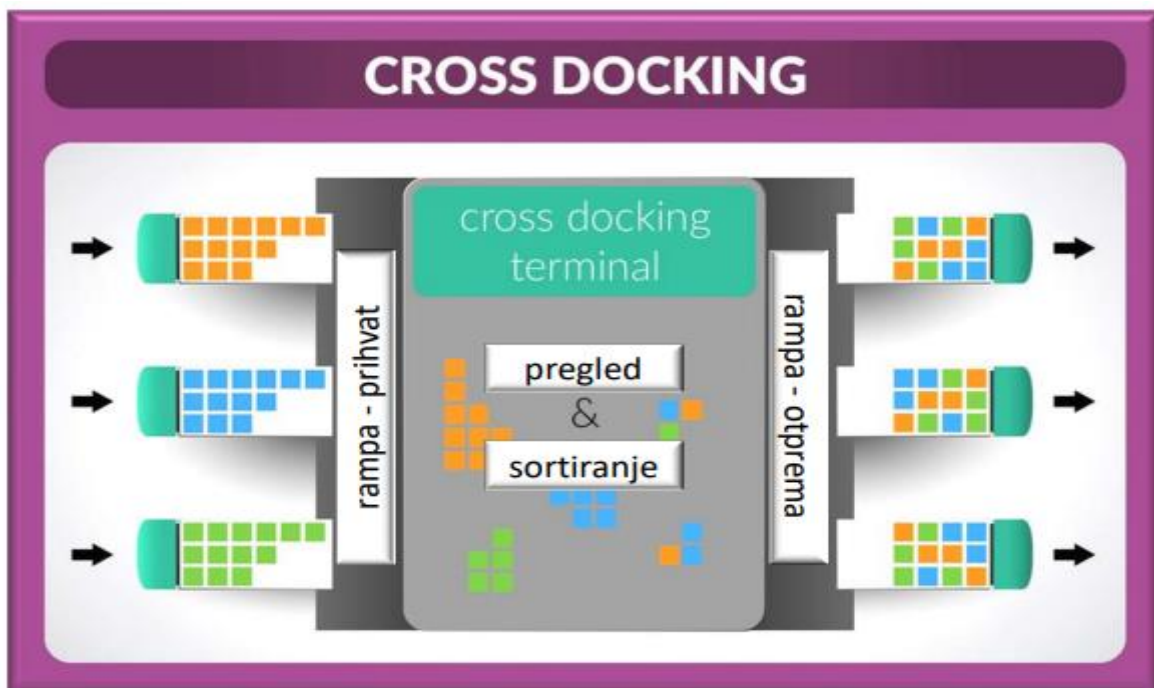 CROSS DOCKING
cross docking
terminal
rampa - prihvat
pregled
&
sortiranje
rampa - otprema